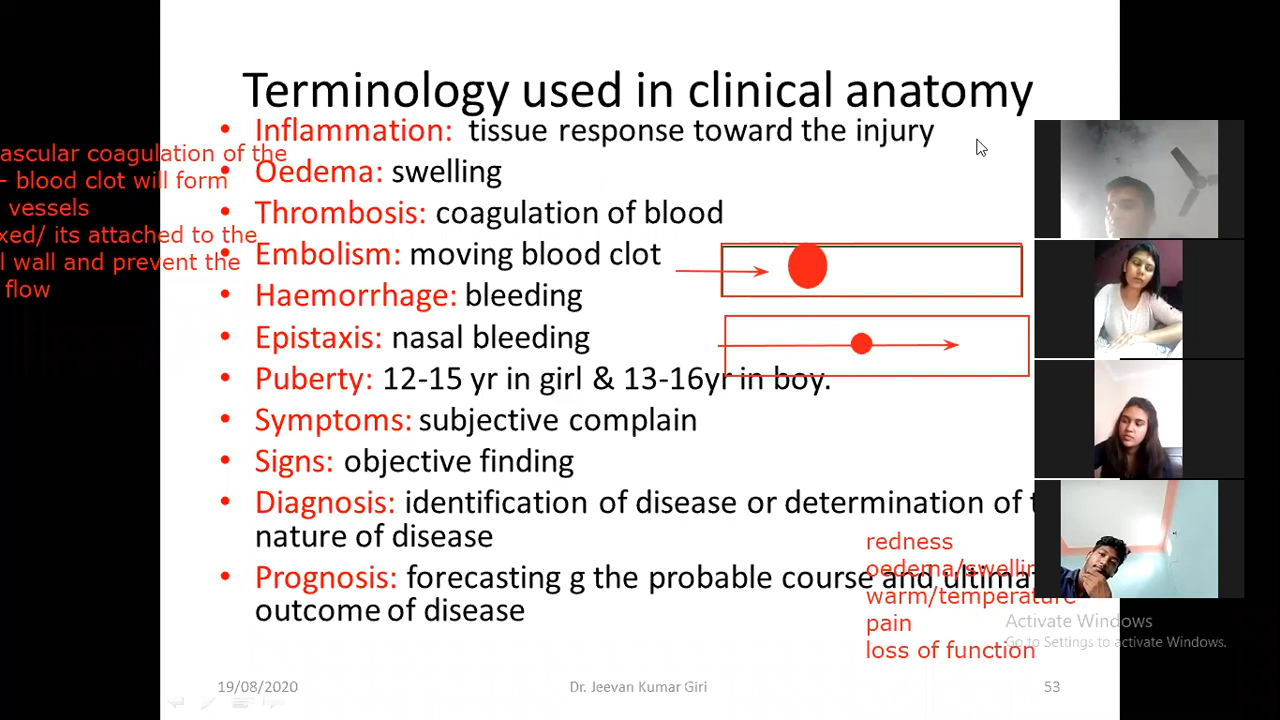 Terminology used in clinical anatomy
• Inflammation: tissue response toward the injury
• Oedema: swelling
• Thrombosis: coagulation of blood
• Embolism: moving blood clot
• Haemorrhage: bleeding
• Epistaxis: nasal bleeding
• Puberty: 12-15 yr in girl & 13-16yr in boy.
• Symptoms: subjective complain
• Signs: objective finding
• Diagnosis: identification of disease or determination of
nature of disease
• Prognosis: forecasting g the probable course and
outcome of disease
coagulation of the
- blood clot will form
vessels
its attached to the
wall and prevent the
flow
redness
warm/temperature
pain
loss of function
Activate Windows
Go to Settings to activate Windows.
19/08/2020
Dr. Jeevan Kumar Giri
53